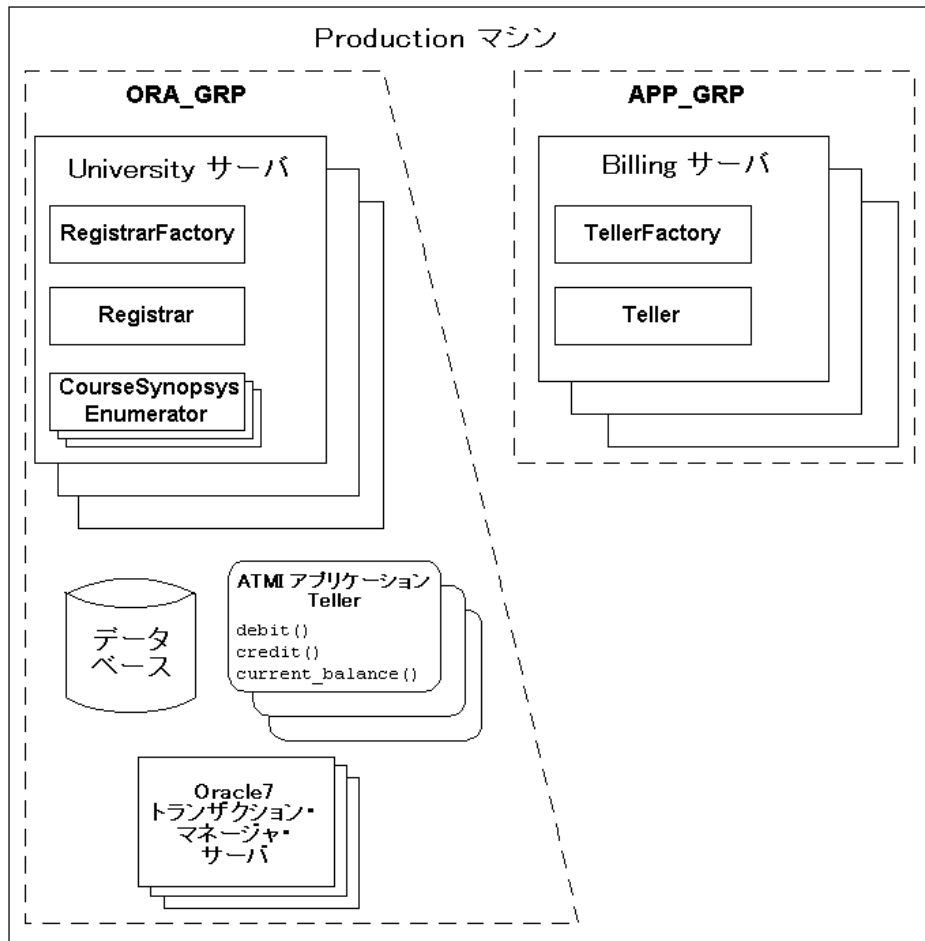 Production マシン
ORA_GRP
University サーバ
RegistrarFactory
Registrar
CourseSynopsys
Enumerator
データ
ベース
ATMI アプリケーション
Teller
debit()
credit()
current_balance()
Oracle7
トランザクション・
マネージャ・
サーバ
APP_GRP
Billing サーバ
TellerFactory
Teller